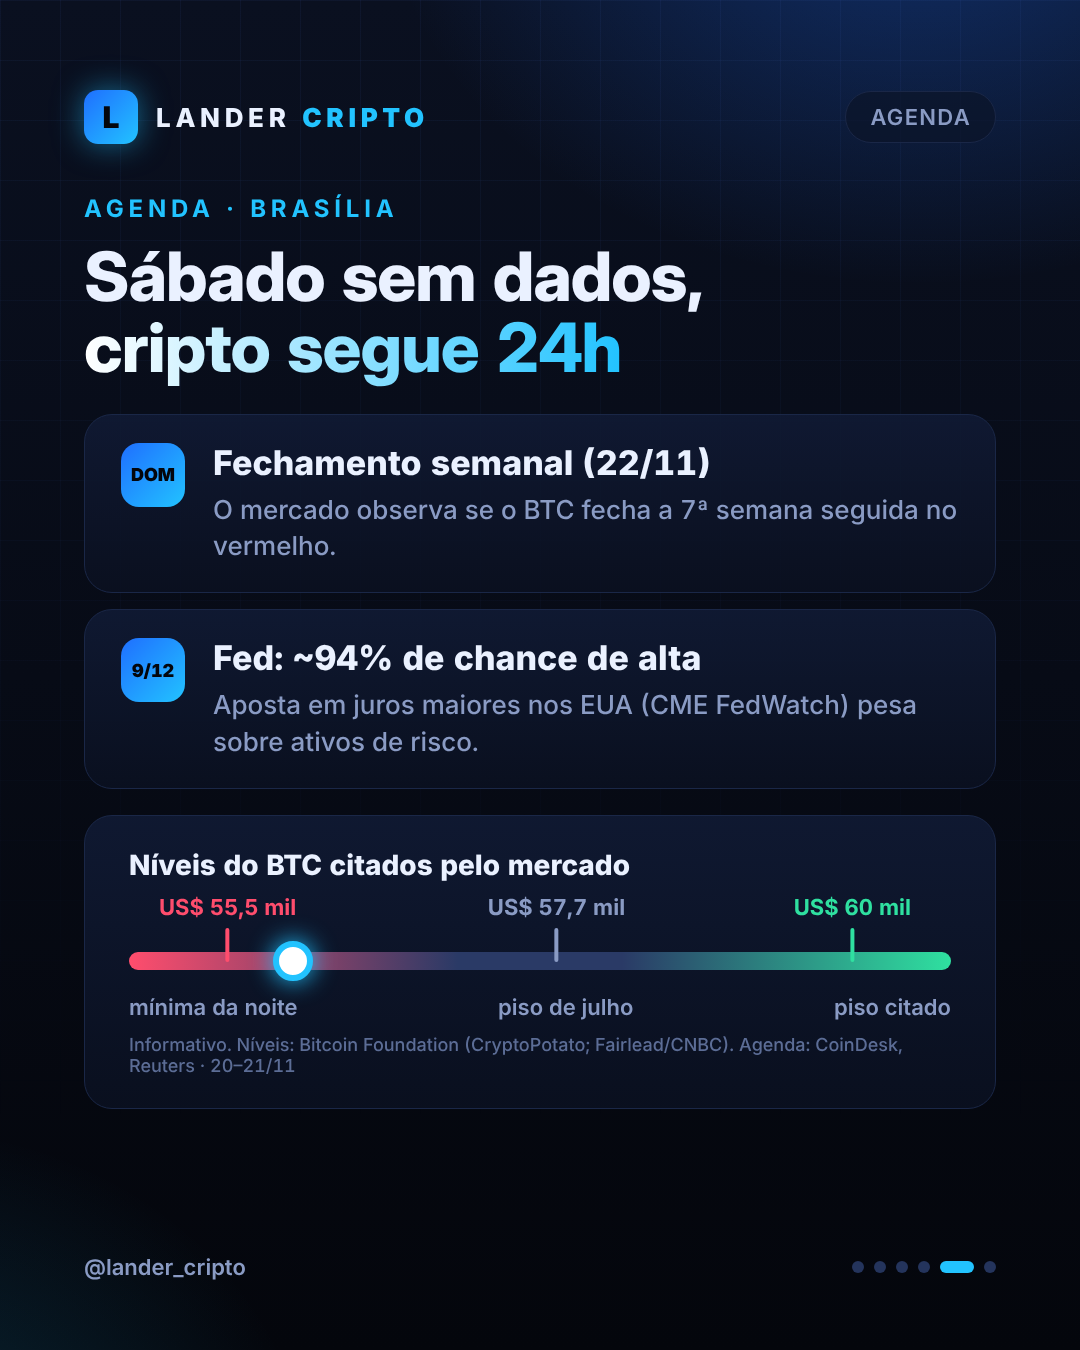 L LANDER CRIPTO
AGENDA
AGENDA · BRASÍLIA
Sábado sem dados,
cripto segue 24h
DOM
Fechamento semanal (22/11)
O mercado observa se o BTC fecha a 7ª semana seguida no
vermelho.
9/12
Fed: ~94% de chance de alta
Aposta em juros maiores nos EUA (CME FedWatch) pesa
sobre ativos de risco.
Níveis do BTC citados pelo mercado
US$ 55,5 mil US$ 57,7 mil US$ 60 mil
mínima da noite piso de julho piso citado
Informativo. Níveis: Bitcoin Foundation (CryptoPotato; Fairlead/CNBC). Agenda: CoinDesk,
Reuters · 20–21/11
@lander_cripto